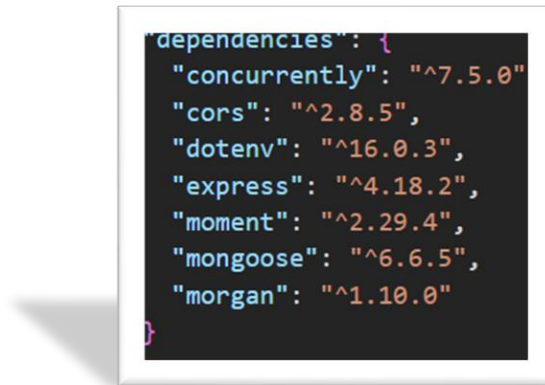 "dependencies": {
"concurrently": "^7.5.0"
"cors": "^2.8.5",
"dotenv": "^16.0.3",
"express": "^4.18.2",
"moment": "^2.29.4",
"mongoose": "^6.6.5",
"morgan": "^1.10.0"
}